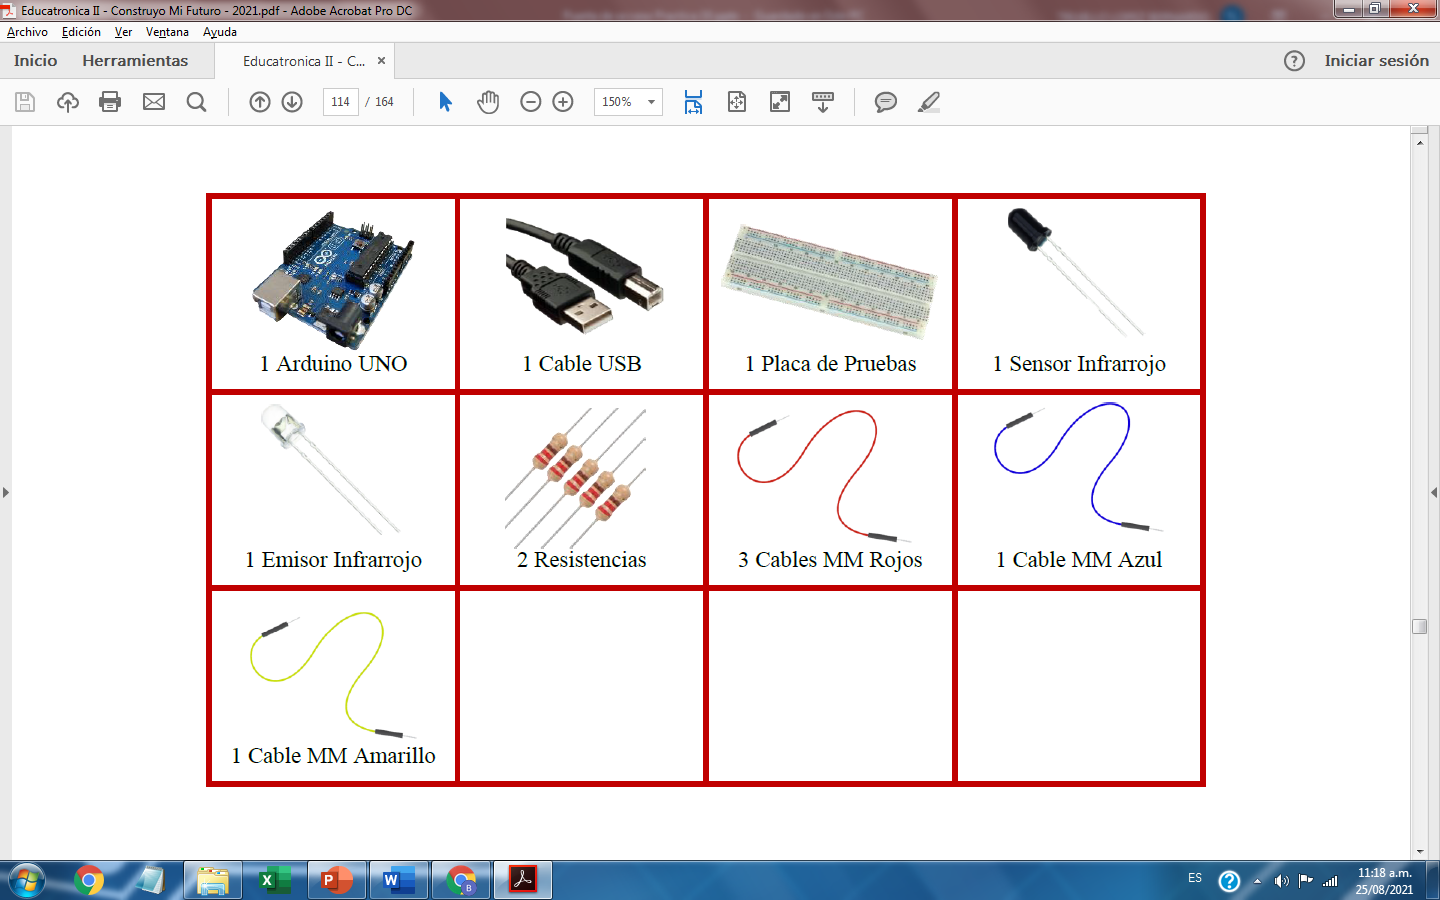 Educatronica II - Construyo Mi Futuro - 2021.pdf - Adobe Acrobat Pro DC
Archivo Edición Ver Ventana Ayuda
Inicio Herramientas Educatronica II - C... × Iniciar sesión
114 / 164 150%
1 Arduino UNO 1 Cable USB 1 Placa de Pruebas 1 Sensor Infrarrojo
1 Emisor Infrarrojo 2 Resistencias 3 Cables MM Rojos 1 Cable MM Azul
1 Cable MM Amarillo
ES 11:18 a.m.
25/08/2021